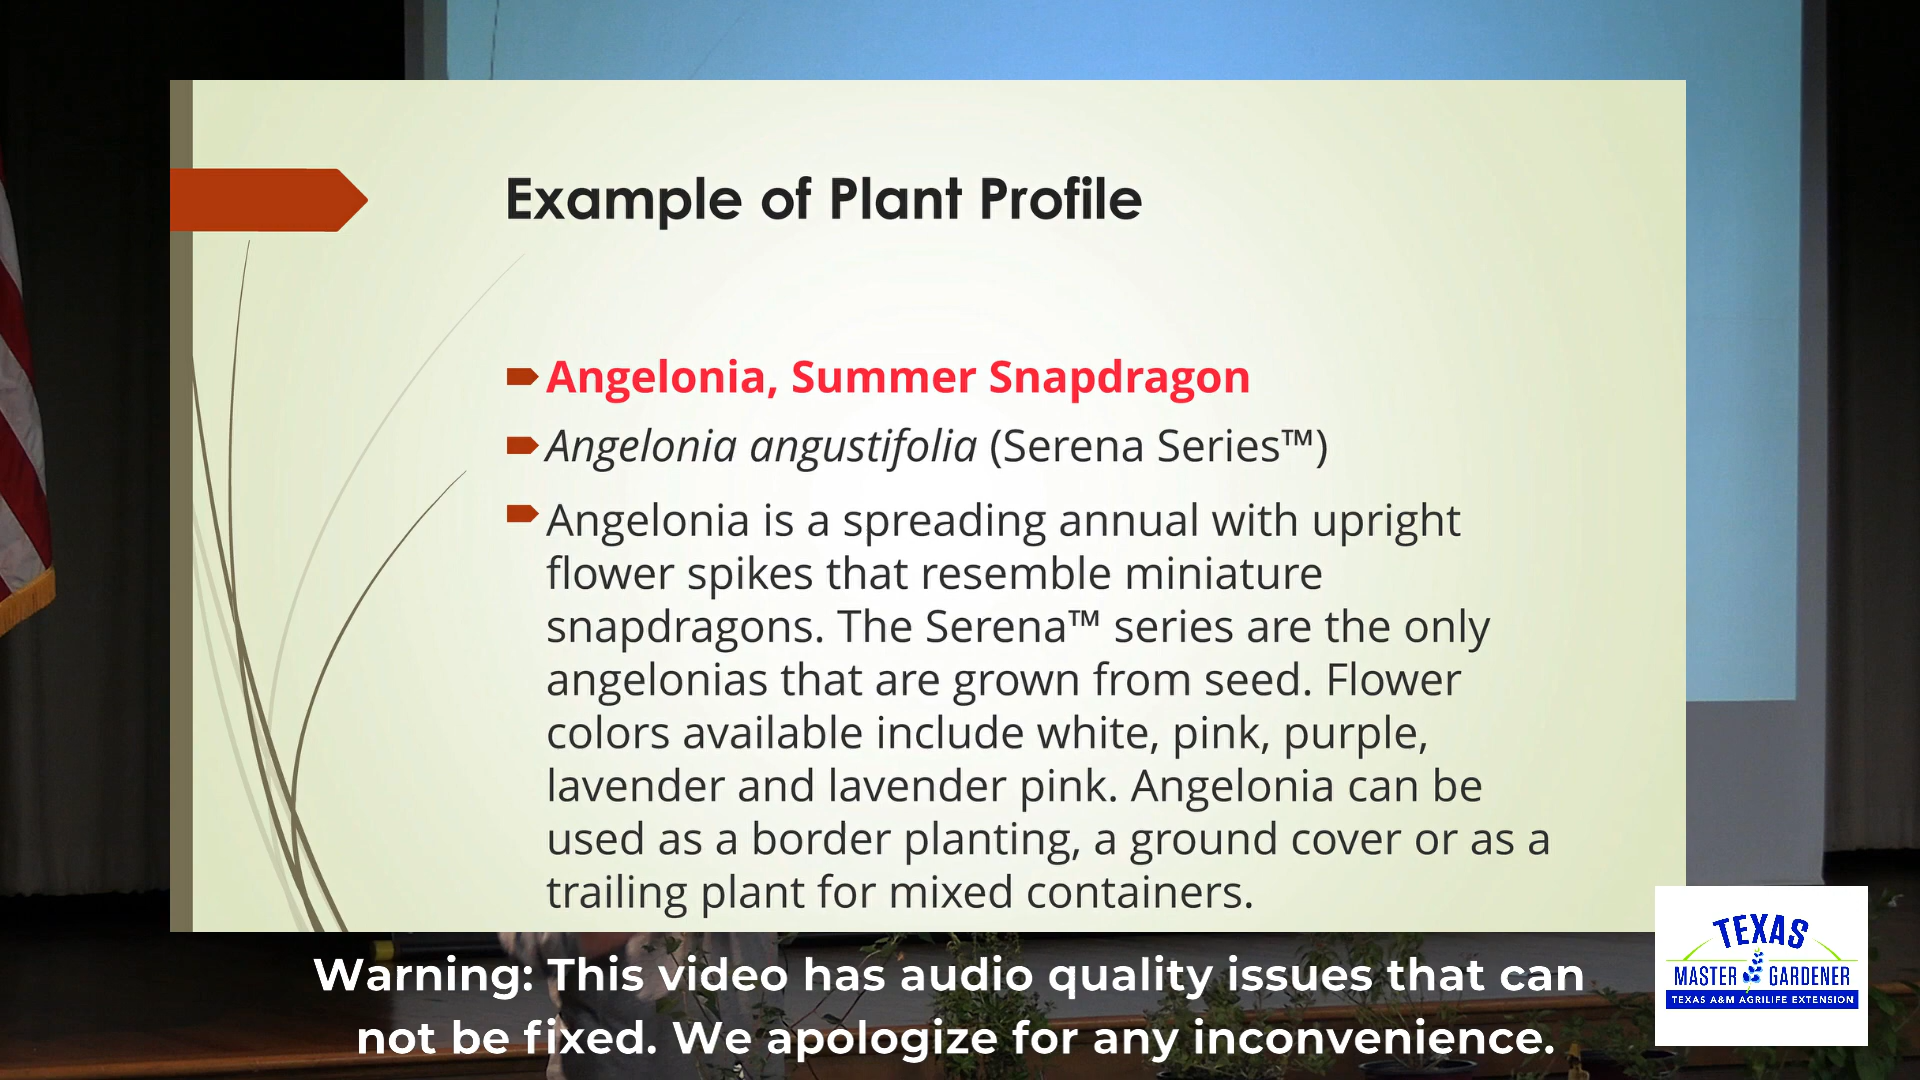 Example of Plant Profile
Angelonia, Summer Snapdragon
Angelonia angustifolia (Serena Series™)
Angelonia is a spreading annual with upright
flower spikes that resemble miniature
snapdragons. The Serena™ series are the only
angelonias that are grown from seed. Flower
colors available include white, pink, purple,
lavender and lavender pink. Angelonia can be
used as a border planting, a ground cover or as a
trailing plant for mixed containers.
Warning: This video has audio quality issues that can
not be fixed. We apologize for any inconvenience.
TEXAS
MASTER GARDENER
TEXAS A&M AGRILIFE EXTENSION